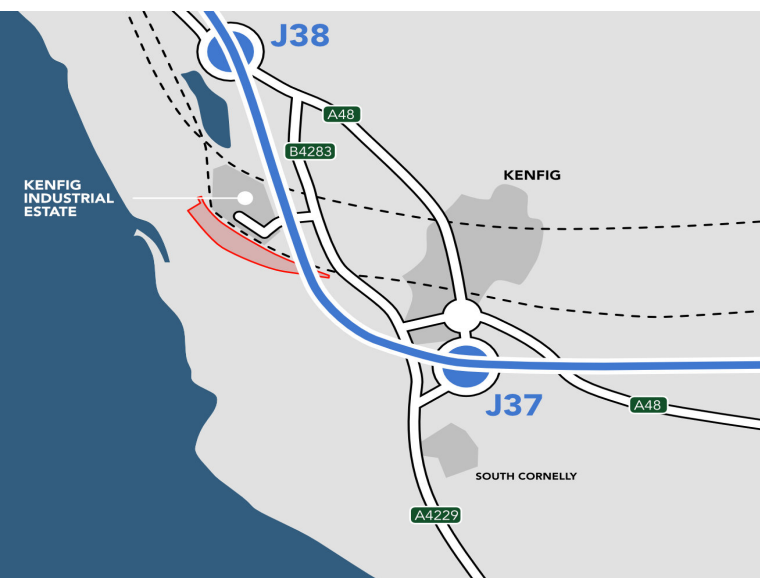 J38
A48
B4283
KENFIG
KENFIG
INDUSTRIAL
ESTATE
J37
A48
SOUTH CORNELLY
A4229